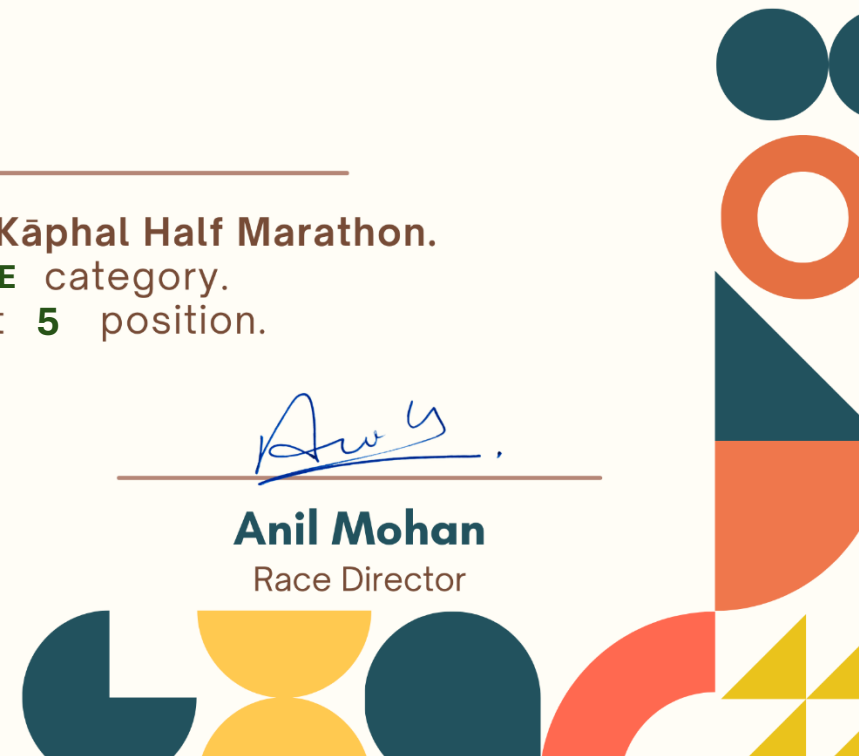 Kāphal Half Marathon.
E category.
5 position.
Anil Mohan
Race Director